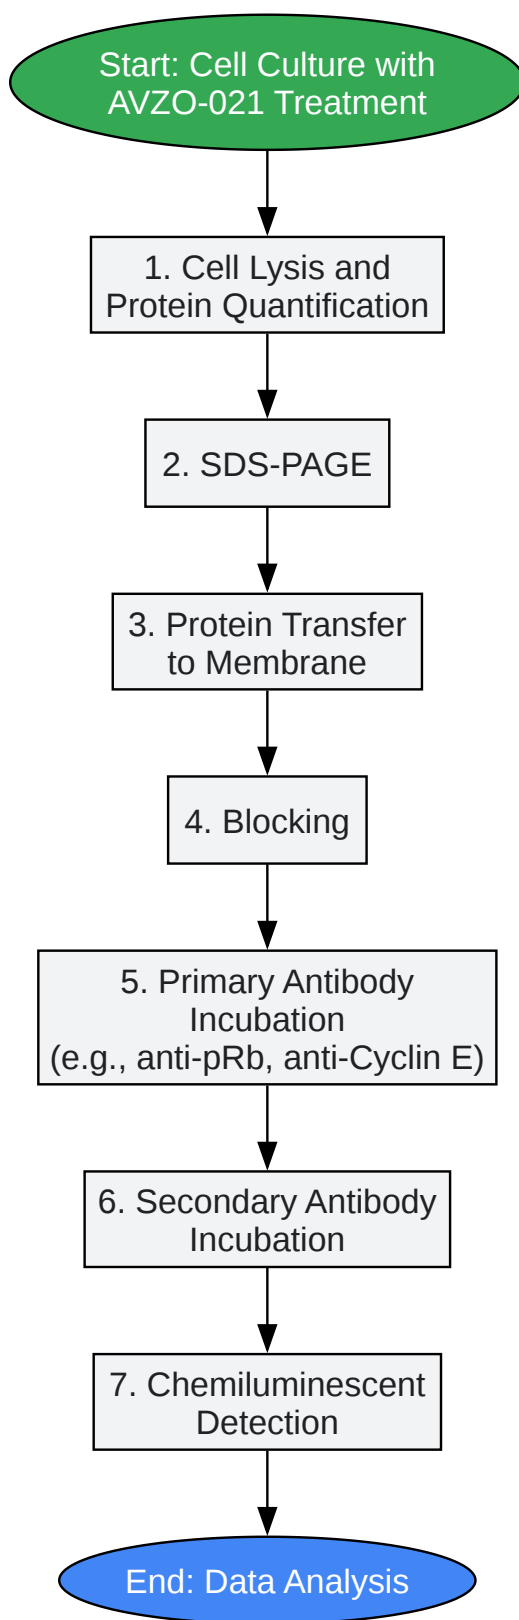 Start: Cell Culture with
AVZO-021 Treatment
1. Cell Lysis and
Protein Quantification
2. SDS-PAGE
3. Protein Transfer
to Membrane
4. Blocking
5. Primary Antibody
Incubation
(e.g., anti-pRb, anti-Cyclin E)
6. Secondary Antibody
Incubation
7. Chemiluminescent
Detection
End: Data Analysis